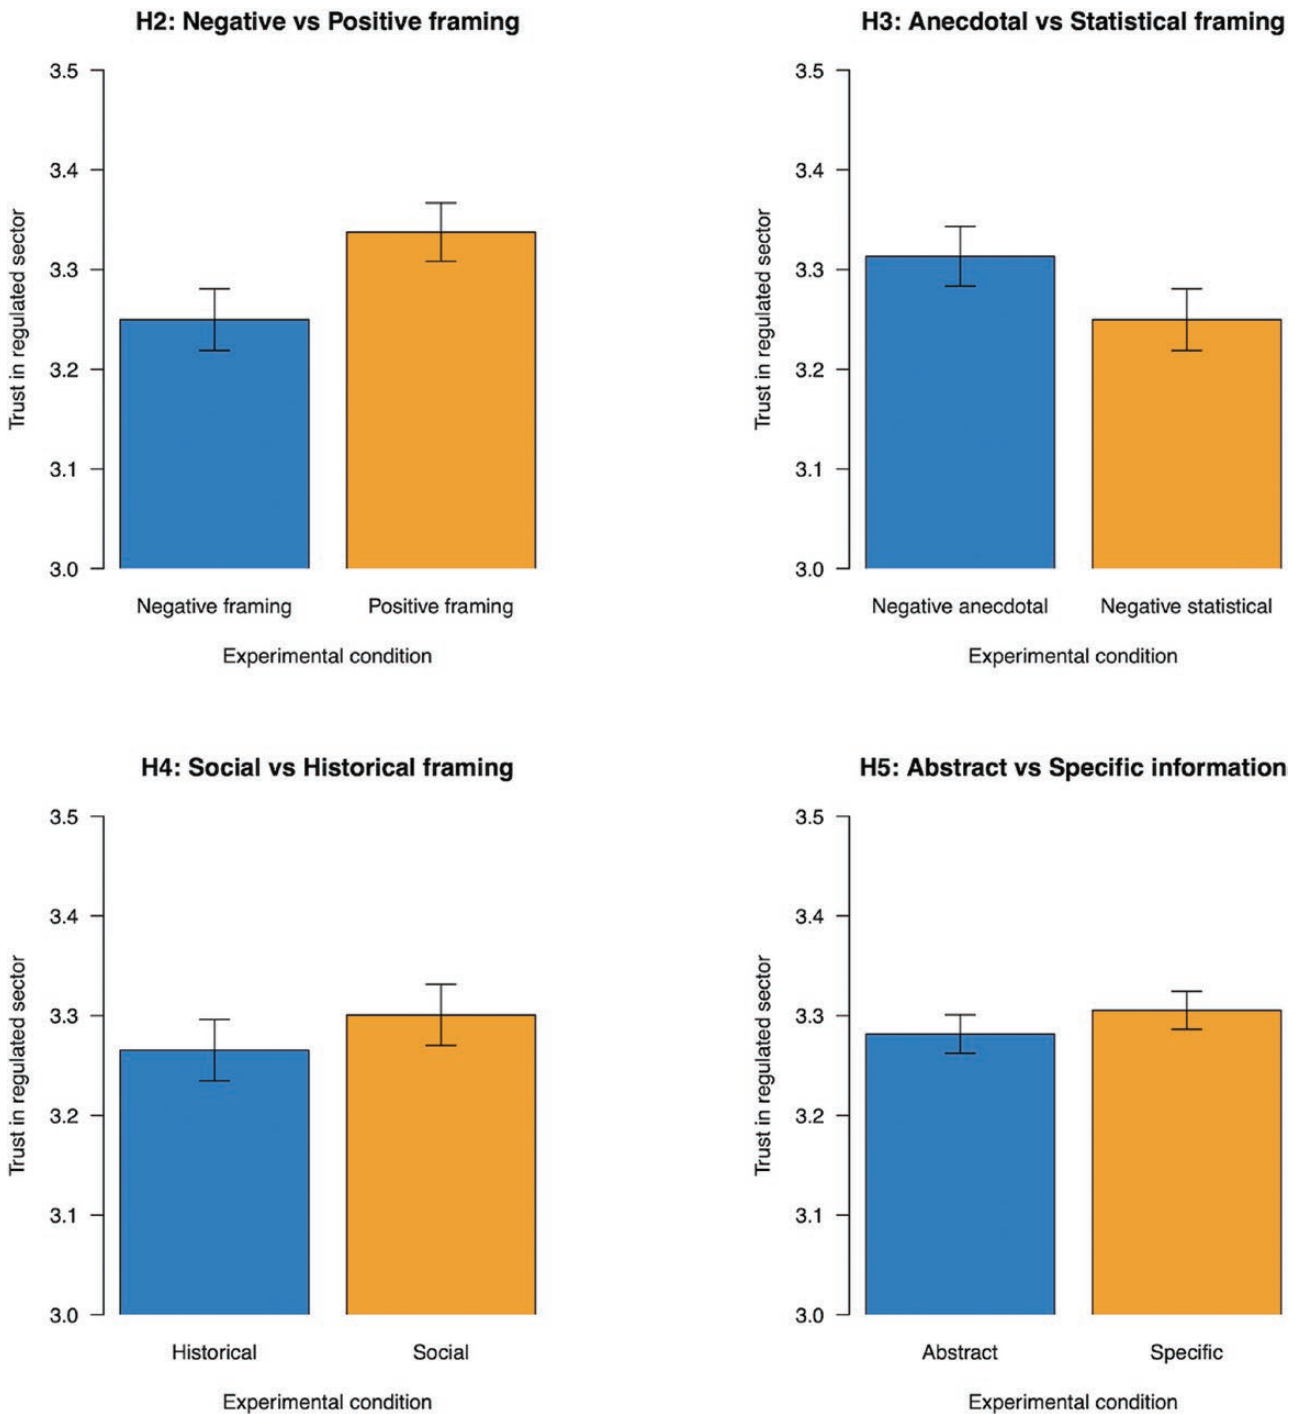 H2: Negative vs Positive framing
3.5
3.4
3.3
3.2
3.1
3.0
Trust in regulated sector
Negative framing
Positive framing
Experimental condition
H3: Anecdotal vs Statistical framing
3.5
3.4
3.3
3.2
3.1
3.0
Trust in regulated sector
Negative anecdotal
Negative statistical
Experimental condition
H4: Social vs Historical framing
3.5
3.4
3.3
3.2
3.1
3.0
Trust in regulated sector
Historical
Social
Experimental condition
H5: Abstract vs Specific information
3.5
3.4
3.3
3.2
3.1
3.0
Trust in regulated sector
Abstract
Specific
Experimental condition